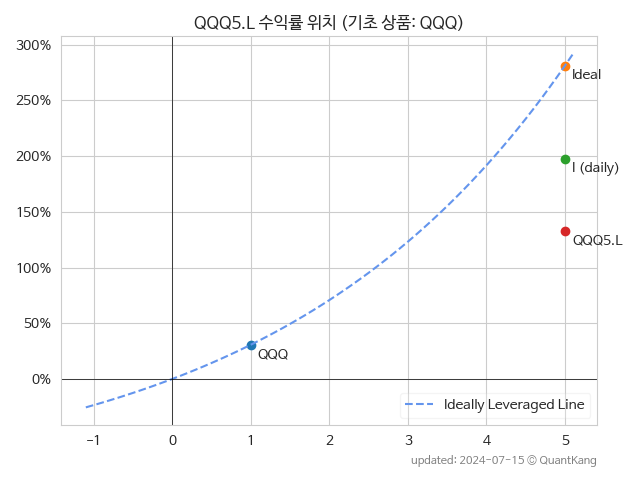 QQQ5.L 수익률 위치 (기초 상품: QQQ)
300%
250%
200%
150%
100%
50%
0%
Ideal
I (daily)
QQQ5.L
QQQ
Ideally Leveraged Line
−1 0 1 2 3 4 5
updated: 2024-07-15 © QuantKang